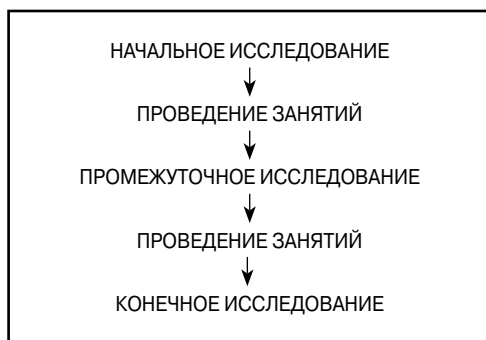 НАЧАЛЬНОЕ ИССЛЕДОВАНИЕ
ПРОВЕДЕНИЕ ЗАНЯТИЙ
ПРОМЕЖУТОЧНОЕ ИССЛЕДОВАНИЕ
ПРОВЕДЕНИЕ ЗАНЯТИЙ
КОНЕЧНОЕ ИССЛЕДОВАНИЕ